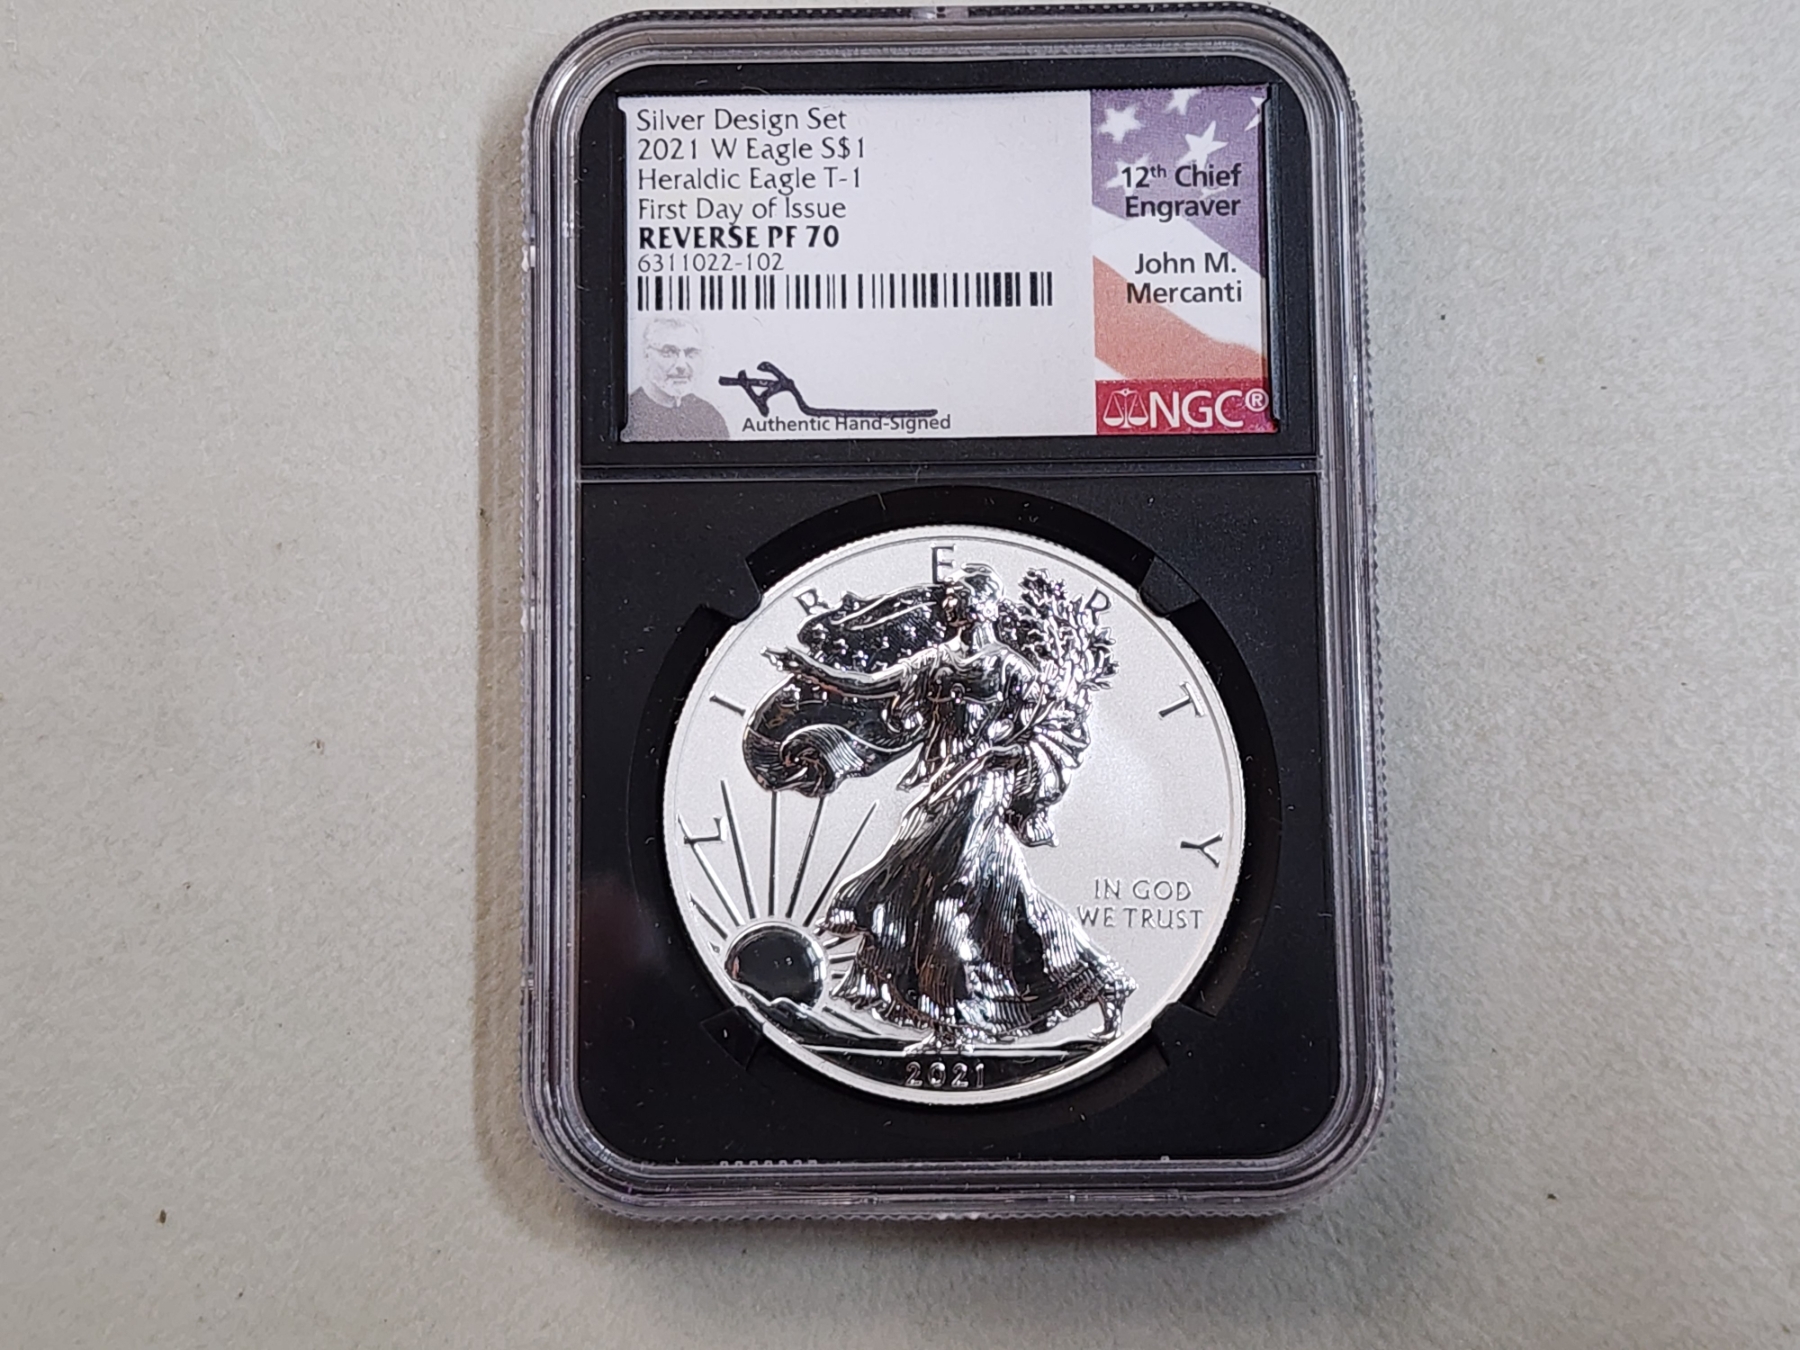 Silver Design Set
2021 W Eagle S$1
Heraldic Eagle T-1
First Day of Issue
REVERSE PF 70
6311022-102
12th Chief
Engraver
John M.
Mercanti
Authentic Hand-Signed
NGC®
LIBERTY
IN GOD
WE TRUST
2021